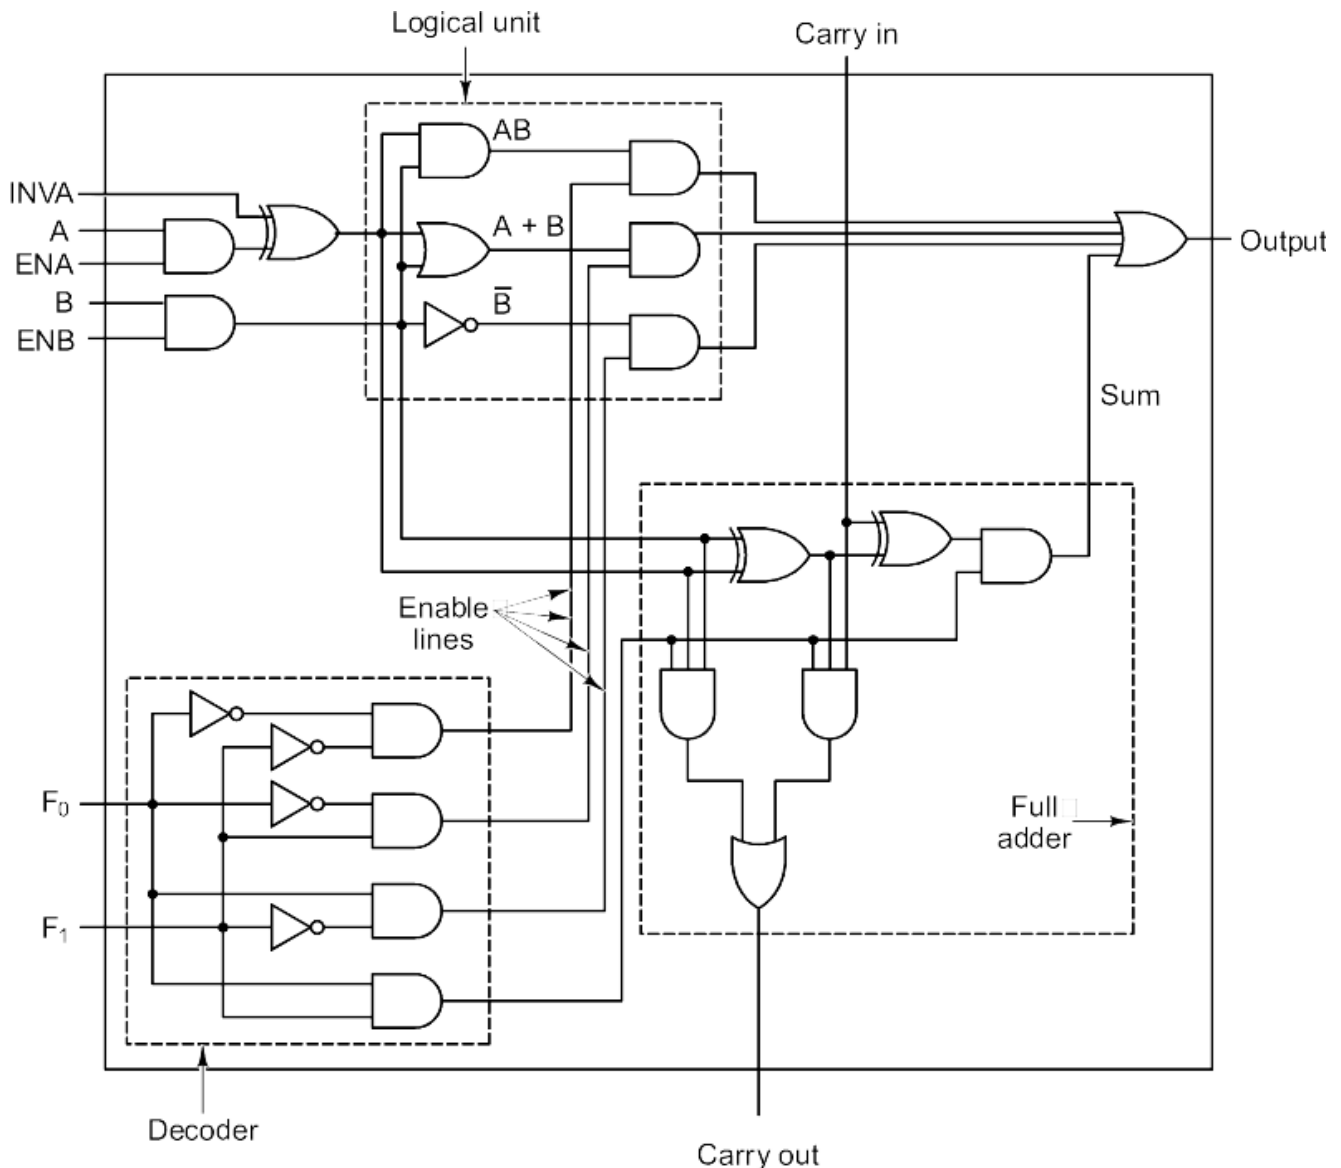 Logical unit
Carry in
AB
INVA
A
A + B
ENA
Output
B
B̅
ENB
Sum
Enable
lines
F₀
Full
adder
F₁
Decoder
Carry out